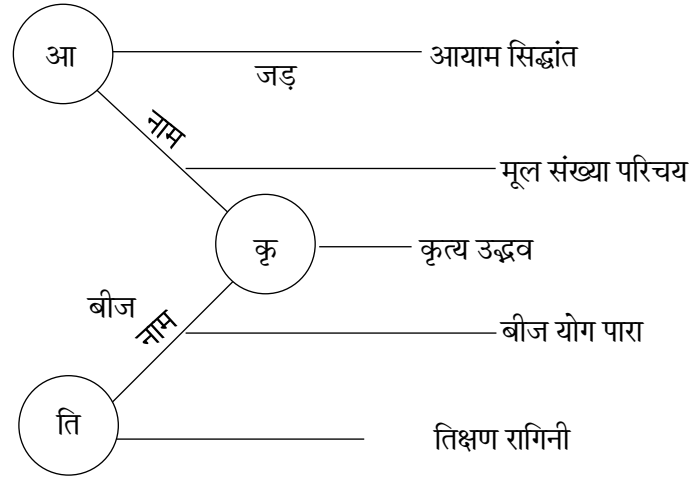 आ
आयाम सिद्धांत
जड़
नाम
मूल संख्या परिचय
कृ
कृत्य उद्भव
बीज
नाम
बीज योग पारा
ति
तिक्षण रागिनी